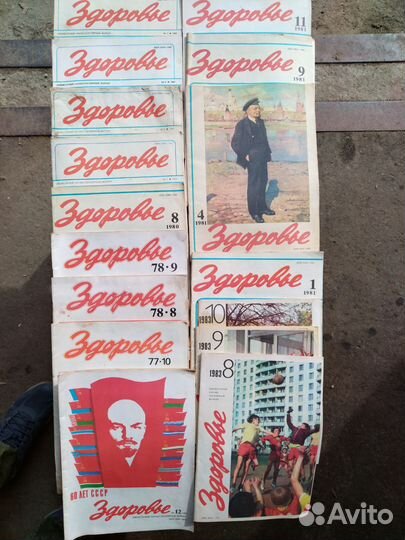 Здоровье
Здоровье
Здоровье
Здоровье
Здоровье
8
1980
Здоровье
78·9
Здоровье
78·8
Здоровье
77·10
60 ЛЕТ СССР
Здоровье
12
11
1981
Здоровье
9
1981
4
1981
Здоровье
Здоровье
1
1981
1983
10
1983
9
1983
8
Здоровье
Avito